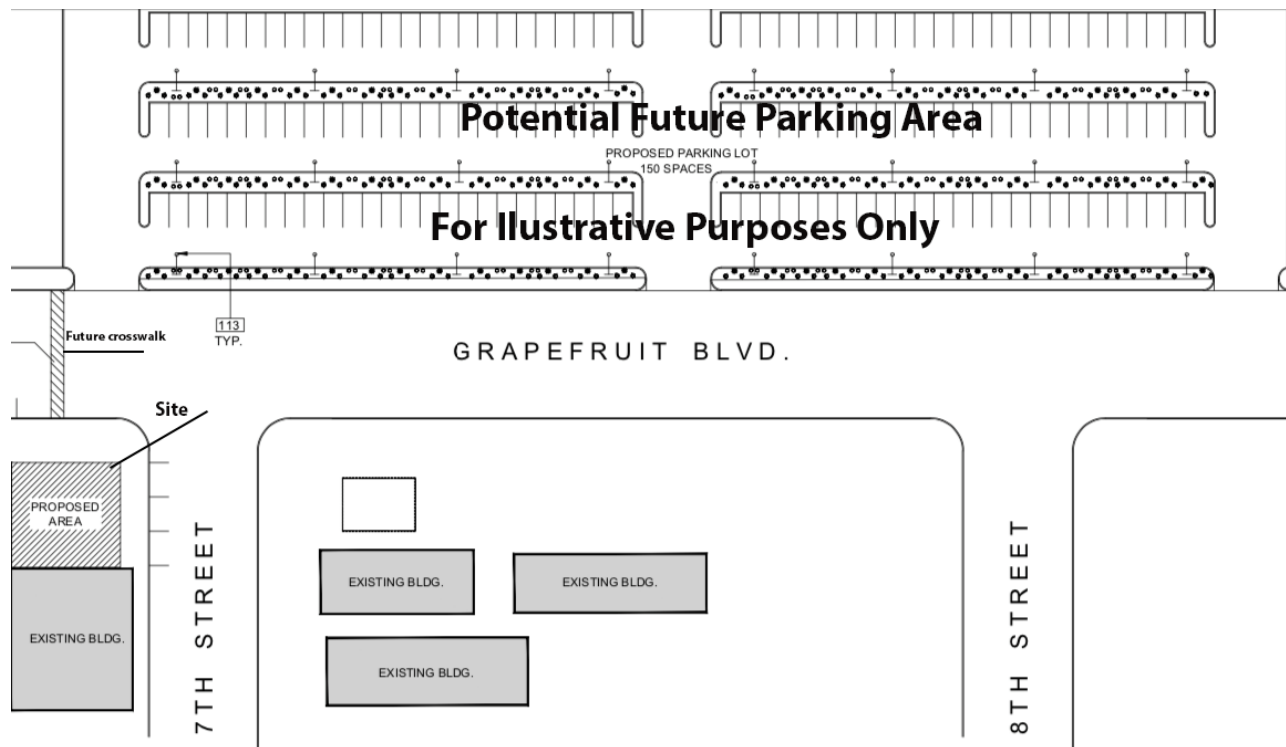 Potential Future Parking Area
PROPOSED PARKING LOT
150 SPACES
For Ilustrative Purposes Only
113
TYP.
Future crosswalk
GRAPEFRUIT BLVD.
Site
PROPOSED
AREA
EXISTING BLDG.
7TH STREET
EXISTING BLDG.
EXISTING BLDG.
EXISTING BLDG.
8TH STREET